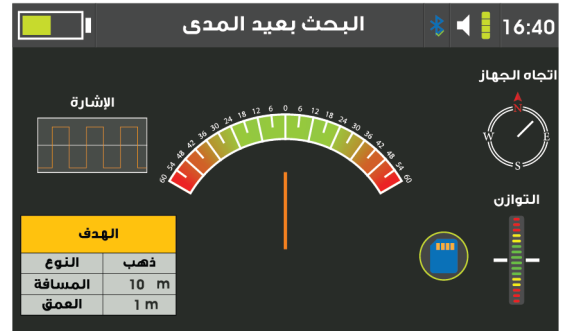 البحث بعيد المدى
16:40
اتجاه الجهاز
N
W E
S
الإشارة
60 54 48 42 36 30 24 18 12 6 0 6 12 18 24 30 36 42 48 54 60
التوازن
الهدف
النوع ذهب
المسافة 10 m
العمق 1 m